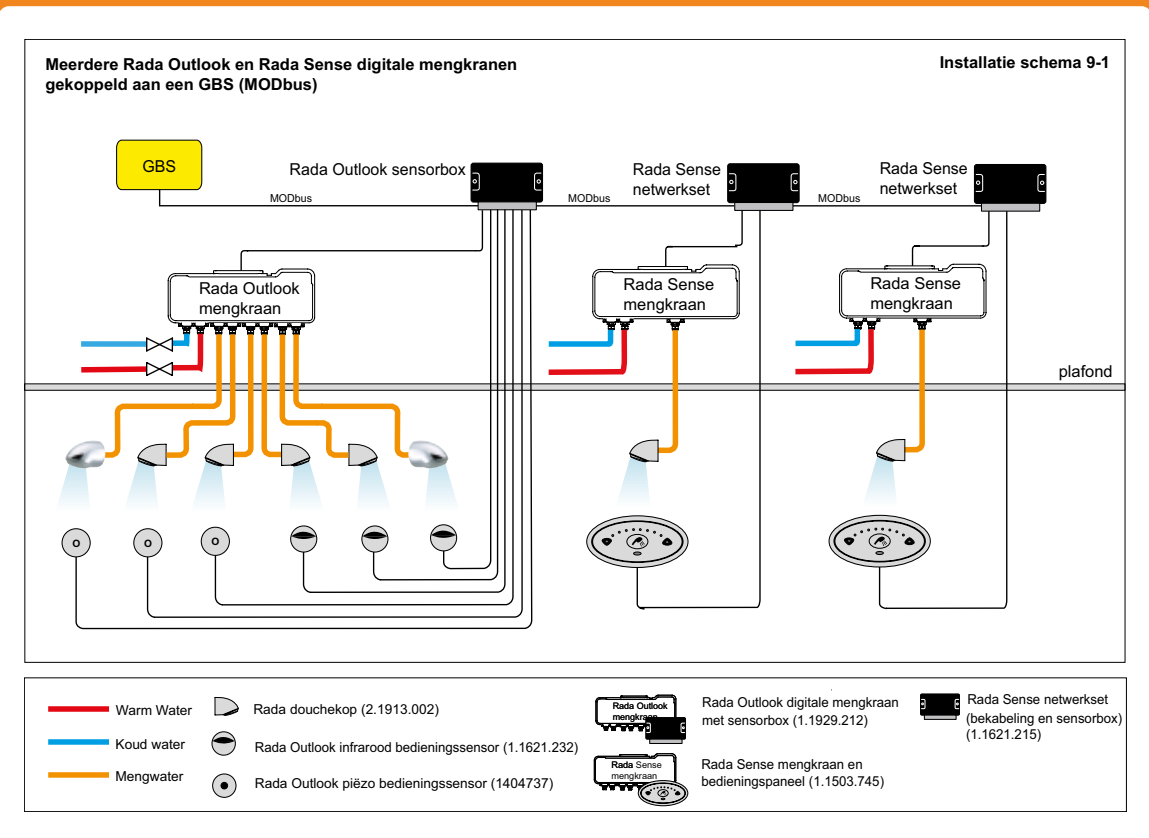 Meerdere Rada Outlook en Rada Sense digitale mengkranen
gekoppeld aan een GBS (MODbus)
Installatie schema 9-1
GBS
Rada Outlook sensorbox
Rada Sense
netwerkset
Rada Sense
netwerkset
MODbus
MODbus
MODbus
Rada Outlook
mengkraan
Rada Sense
mengkraan
Rada Sense
mengkraan
plafond
Warm Water
Koud water
Mengwater
Rada douchekop (2.1913.002)
Rada Outlook infrarood bedieningssensor (1.1621.232)
Rada Outlook piëzo bedieningssensor (1404737)
Rada Outlook
mengkraan
Rada Outlook digitale mengkraan
met sensorbox (1.1929.212)
Rada Sense
mengkraan
Rada Sense mengkraan en
bedieningspaneel (1.1503.745)
Rada Sense netwerkset
(bekabeling en sensorbox)
(1.1621.215)